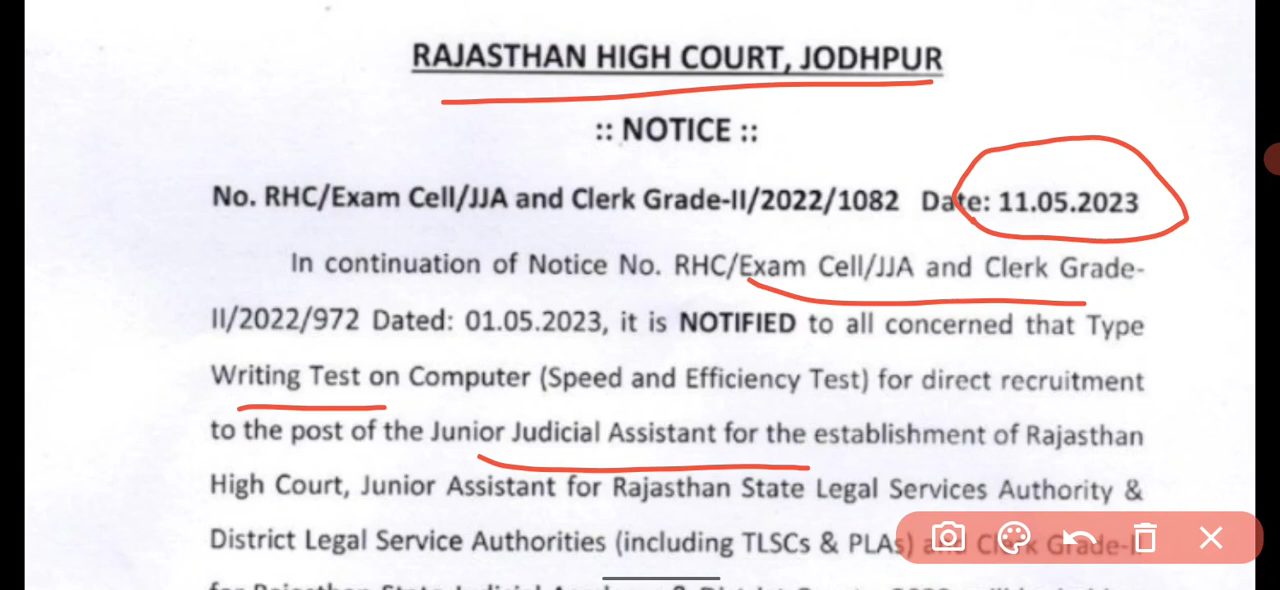 RAJASTHAN HIGH COURT, JODHPUR
:: NOTICE ::
No. RHC/Exam Cell/JJA and Clerk Grade-II/2022/1082 Date: 11.05.2023
In continuation of Notice No. RHC/Exam Cell/JJA and Clerk Grade-
II/2022/972 Dated: 01.05.2023, it is NOTIFIED to all concerned that Type
Writing Test on Computer (Speed and Efficiency Test) for direct recruitment
to the post of the Junior Judicial Assistant for the establishment of Rajasthan
High Court, Junior Assistant for Rajasthan State Legal Services Authority &
District Legal Service Authorities (including TLSCs & PLAs) and Clerk Grade-II